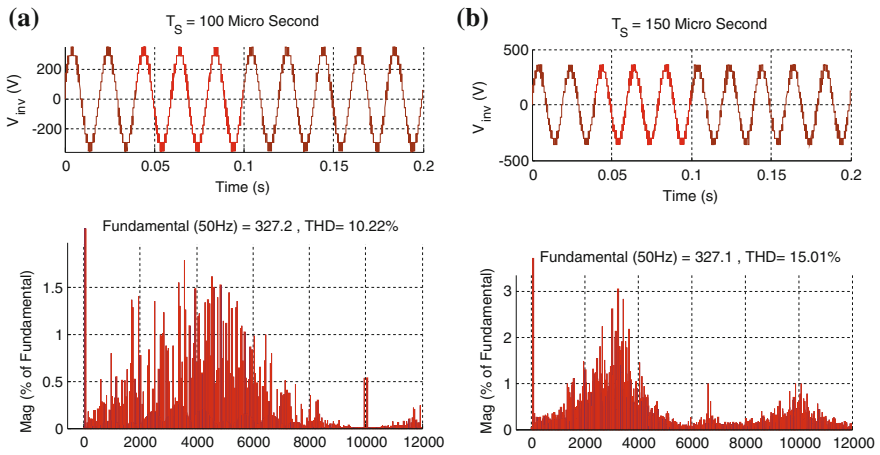 (a)
T_S = 100 Micro Second
V_inv (V)
200
0
-200
0 0.05 0.1 0.15 0.2
Time (s)
Fundamental (50Hz) = 327.2 , THD= 10.22%
Mag (% of Fundamental)
1.5
1
0.5
0
0 2000 4000 6000 8000 10000 12000
(b)
T_S = 150 Micro Second
V_inv (V)
500
0
-500
0 0.05 0.1 0.15 0.2
Time (s)
Fundamental (50Hz) = 327.1 , THD= 15.01%
Mag (% of Fundamental)
3
2
1
0
0 2000 4000 6000 8000 10000 12000